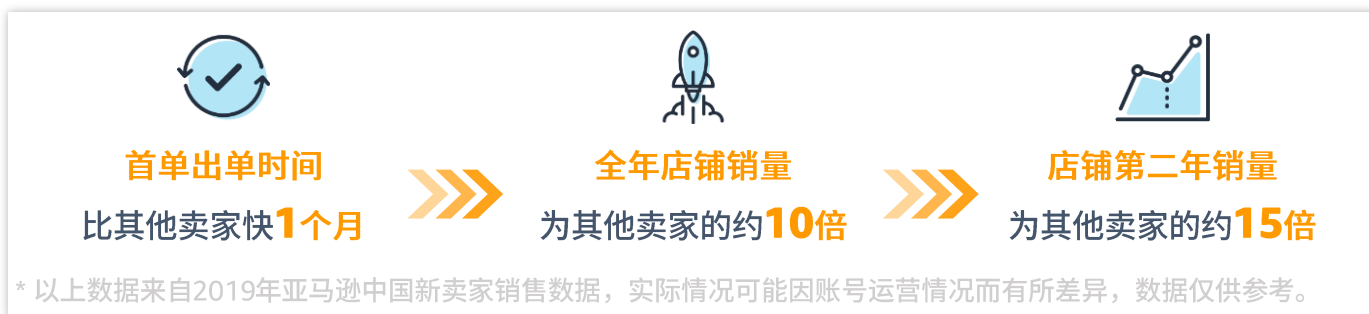 首单出单时间
比其他卖家快1个月
全年店铺销量
为其他卖家的约10倍
店铺第二年销量
为其他卖家的约15倍
* 以上数据来自2019年亚马逊中国新卖家销售数据，实际情况可能因账号运营情况而有所差异，数据仅供参考。